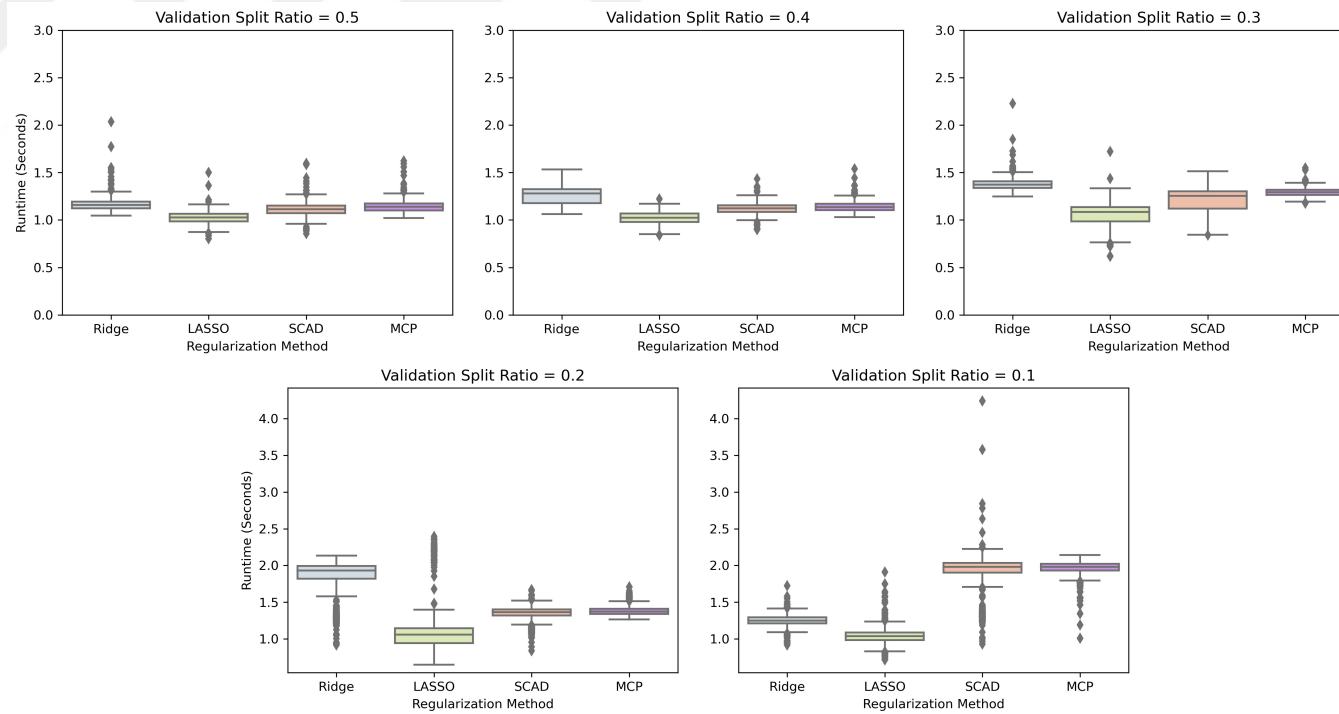 Validation Split Ratio = 0.5
Validation Split Ratio = 0.4
Validation Split Ratio = 0.3
Runtime (Seconds)
3.0
2.5
2.0
1.5
1.0
0.5
0.0
Ridge LASSO SCAD MCP
Regularization Method
3.0
2.5
2.0
1.5
1.0
0.5
0.0
Ridge LASSO SCAD MCP
Regularization Method
3.0
2.5
2.0
1.5
1.0
0.5
0.0
Ridge LASSO SCAD MCP
Regularization Method
Validation Split Ratio = 0.2
Validation Split Ratio = 0.1
Runtime (Seconds)
4.0
3.5
3.0
2.5
2.0
1.5
1.0
Ridge LASSO SCAD MCP
Regularization Method
4.0
3.5
3.0
2.5
2.0
1.5
1.0
Ridge LASSO SCAD MCP
Regularization Method